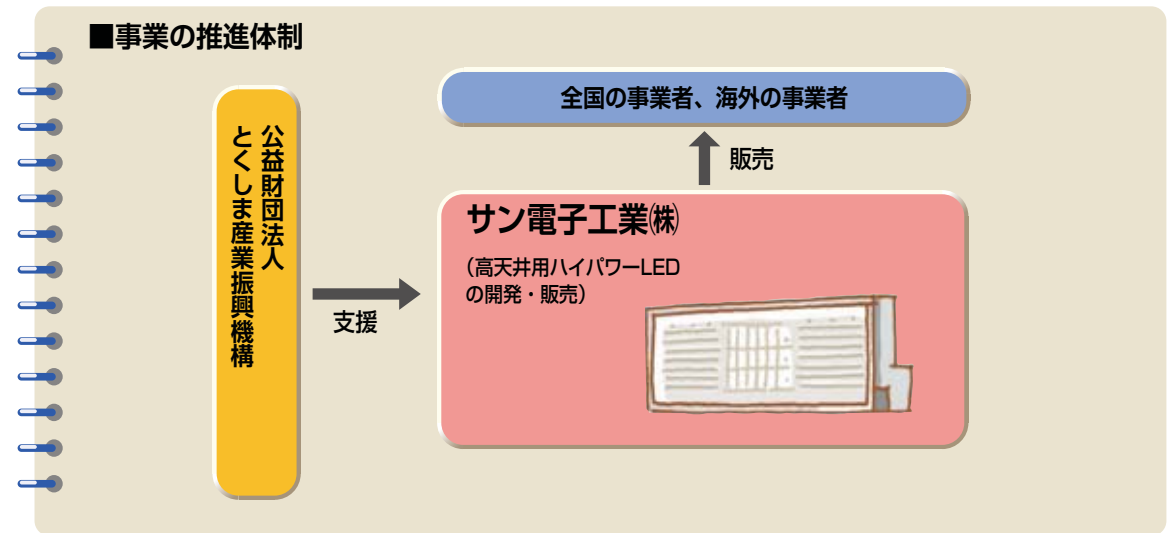 ■事業の推進体制
全国の事業者、海外の事業者
販売
公益財団法人
とくしま産業振興機構
支援
サン電子工業㈱
（高天井用ハイパワーLED
の開発・販売）